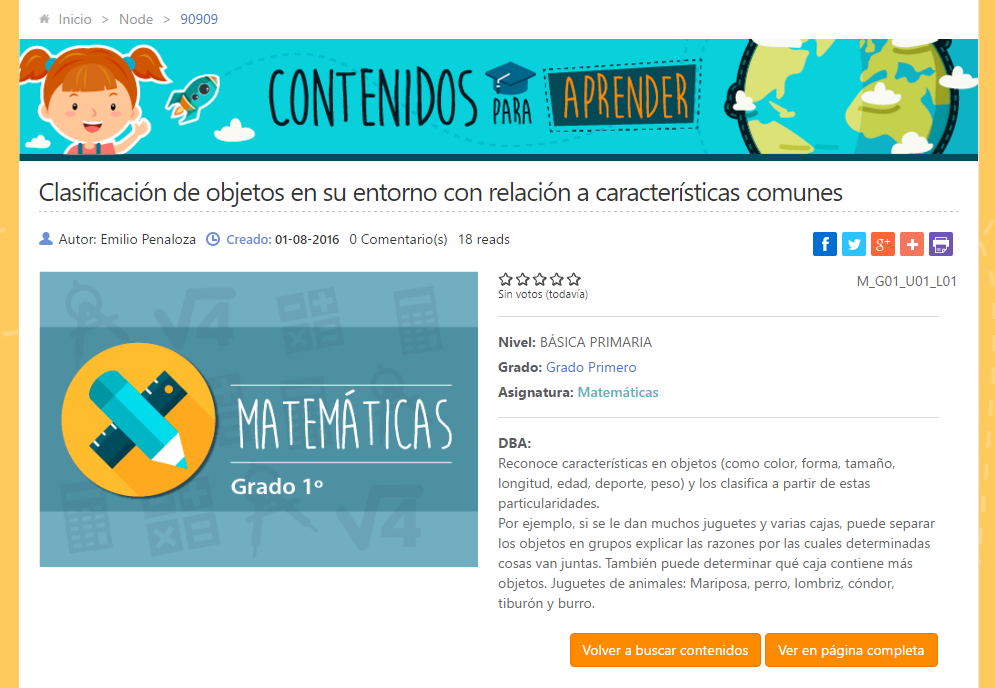 Inicio > Node > 90909
CONTENIDOS PARA APRENDER
Clasificación de objetos en su entorno con relación a características comunes
Autor: Emilio Penaloza Creado: 01-08-2016 0 Comentario(s) 18 reads
f g+ +
Sin votos (todavía)
M_G01_U01_L01
√4
MATEMÁTICAS
Grado 1º
√4
Nivel: BÁSICA PRIMARIA
Grado: Grado Primero
Asignatura: Matemáticas
DBA:
Reconoce características en objetos (como color, forma, tamaño,
longitud, edad, deporte, peso) y los clasifica a partir de estas
particularidades.
Por ejemplo, si se le dan muchos juguetes y varias cajas, puede separar
los objetos en grupos explicar las razones por las cuales determinadas
cosas van juntas. También puede determinar qué caja contiene más
objetos. Juguetes de animales: Mariposa, perro, lombriz, cóndor,
tiburón y burro.
Volver a buscar contenidos Ver en página completa